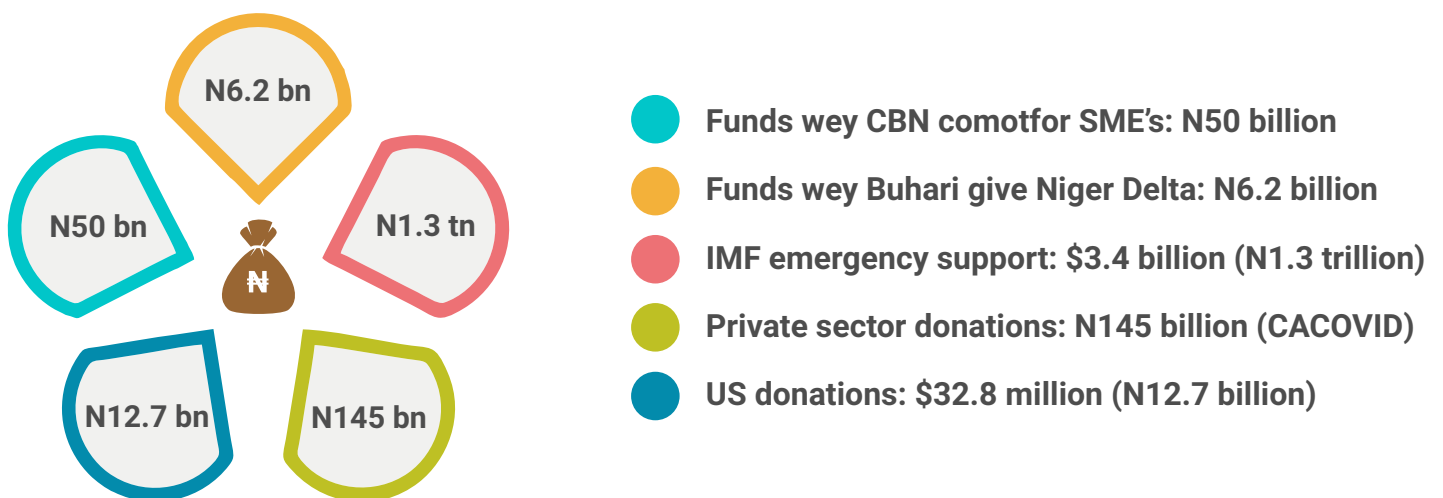 N6.2 bn
N50 bn
N1.3 tn
₦
N12.7 bn
N145 bn
Funds wey CBN comotfor SME's: N50 billion
Funds wey Buhari give Niger Delta: N6.2 billion
IMF emergency support: $3.4 billion (N1.3 trillion)
Private sector donations: N145 billion (CACOVID)
US donations: $32.8 million (N12.7 billion)